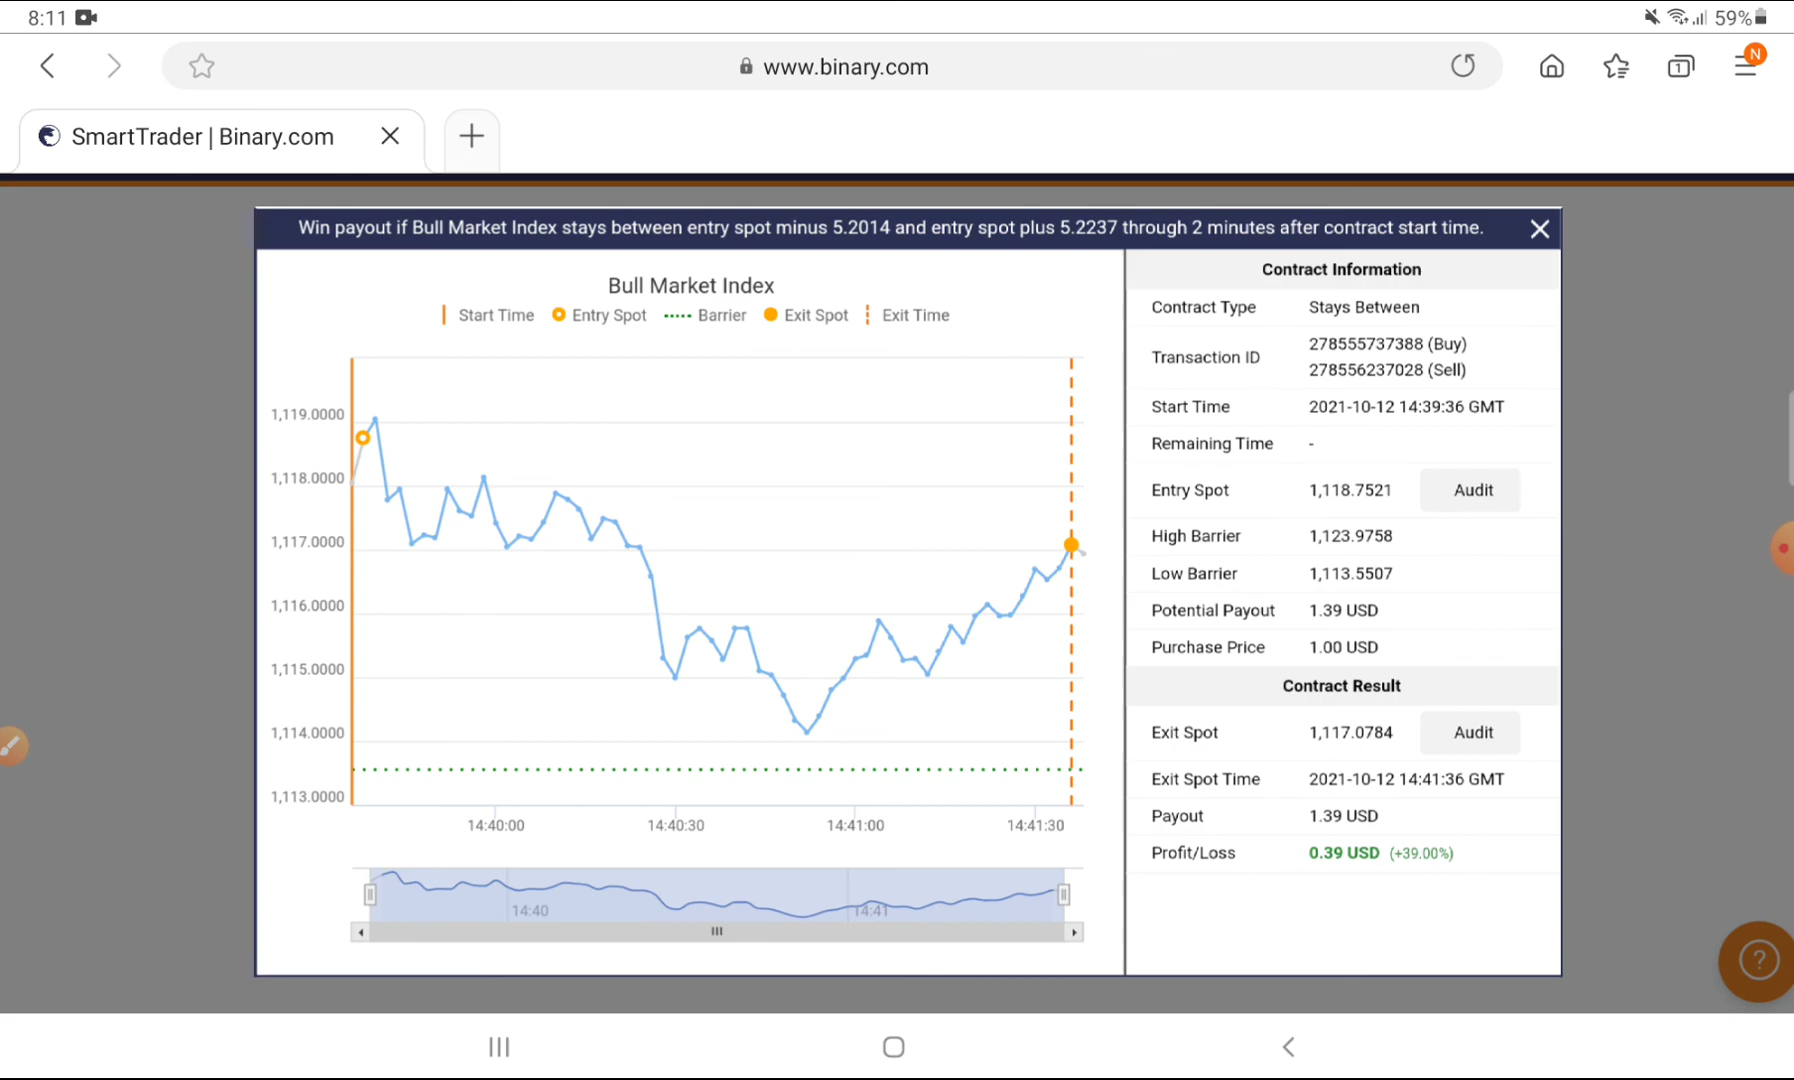 8:11
59%
www.binary.com
1
N
SmartTrader | Binary.com
Win payout if Bull Market Index stays between entry spot minus 5.2014 and entry spot plus 5.2237 through 2 minutes after contract start time.
Bull Market Index
Start Time Entry Spot Barrier Exit Spot Exit Time
1,119.0000
1,118.0000
1,117.0000
1,116.0000
1,115.0000
1,114.0000
1,113.0000
14:40:00 14:40:30 14:41:00 14:41:30
14:40 14:41
Contract Information
Contract Type Stays Between
Transaction ID 278555737388 (Buy)
278556237028 (Sell)
Start Time 2021-10-12 14:39:36 GMT
Remaining Time -
Entry Spot 1,118.7521 Audit
High Barrier 1,123.9758
Low Barrier 1,113.5507
Potential Payout 1.39 USD
Purchase Price 1.00 USD
Contract Result
Exit Spot 1,117.0784 Audit
Exit Spot Time 2021-10-12 14:41:36 GMT
Payout 1.39 USD
Profit/Loss 0.39 USD (+39.00%)
?